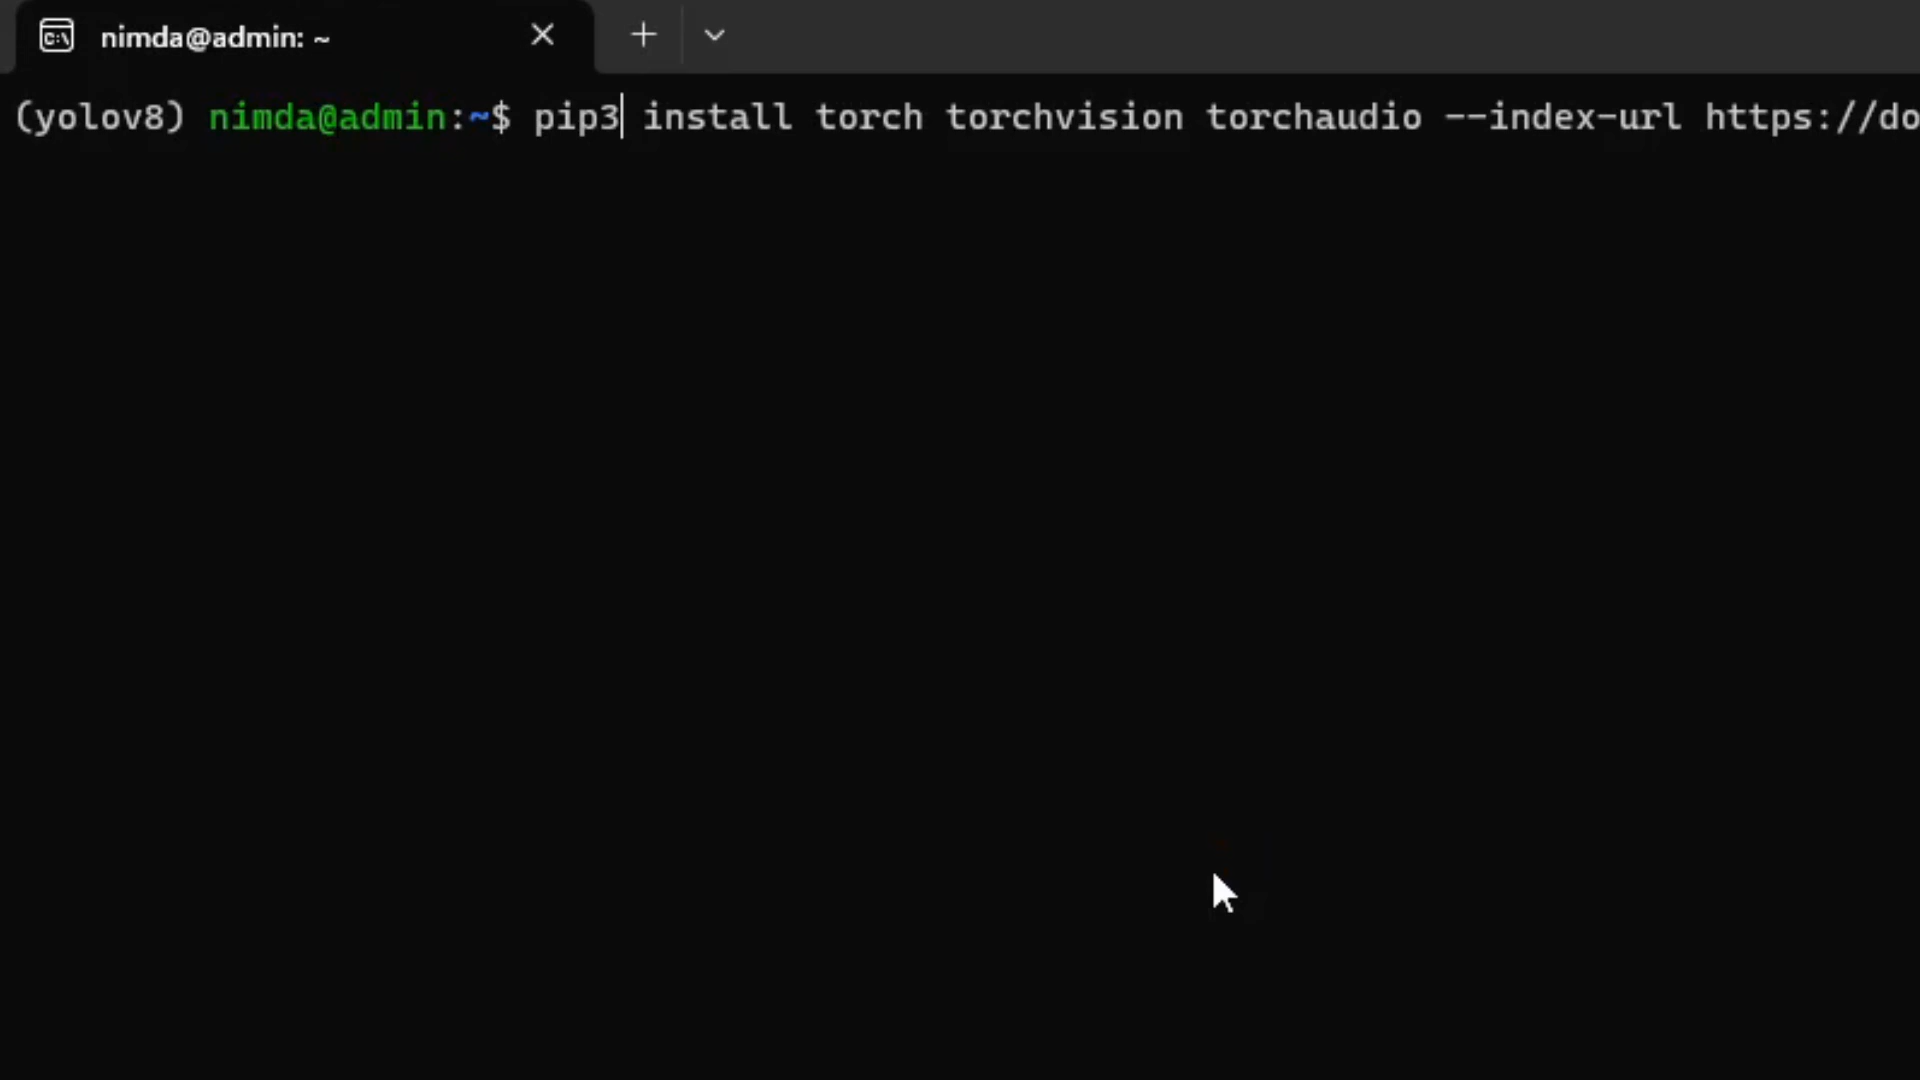 nimda@admin: ~
(yolov8) nimda@admin:~$ pip3 install torch torchvision torchaudio --index-url https://do